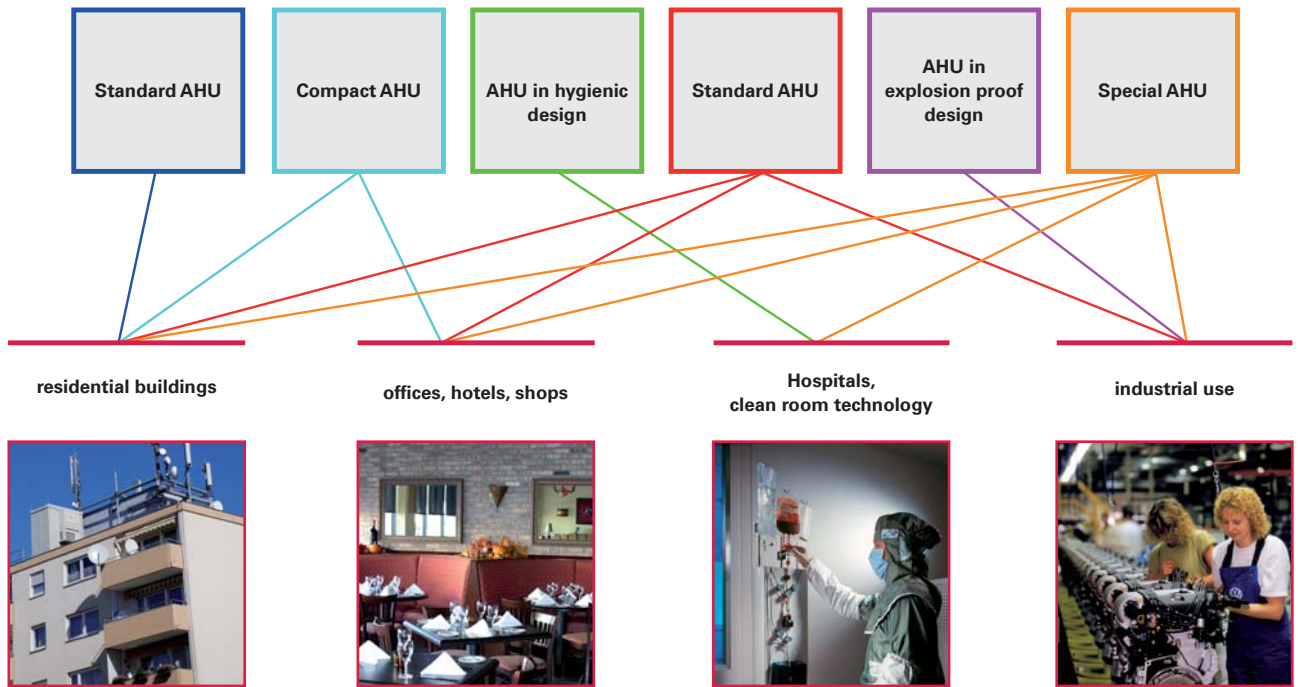 Standard AHU
Compact AHU
AHU in hygienic
design
Standard AHU
AHU in
explosion proof
design
Special AHU
residential buildings
offices, hotels, shops
Hospitals,
clean room technology
industrial use